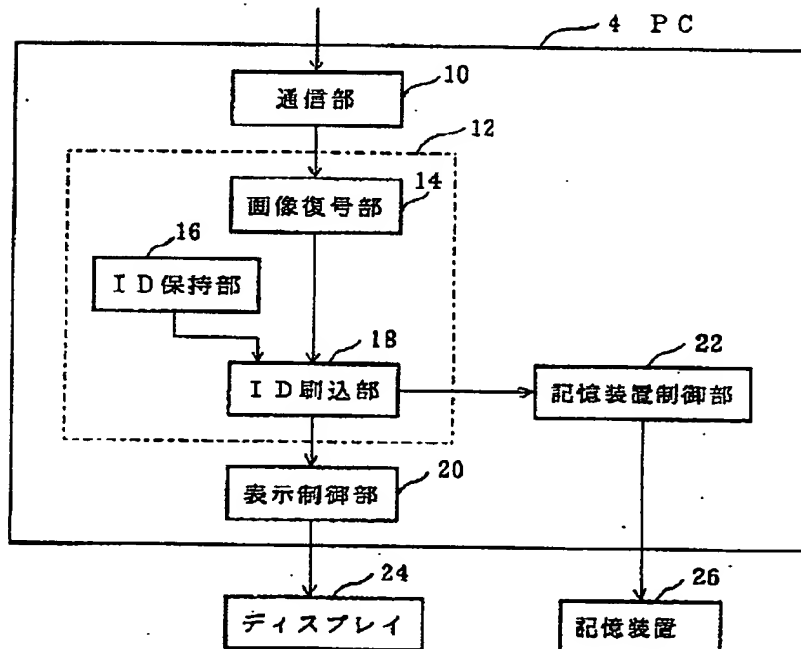 4 PC
10
通信部
12
画像復号部
14
16
ID保持部
18
ID刷込部
22
記憶装置制御部
表示制御部
20
24
ディスプレイ
26
記憶装置